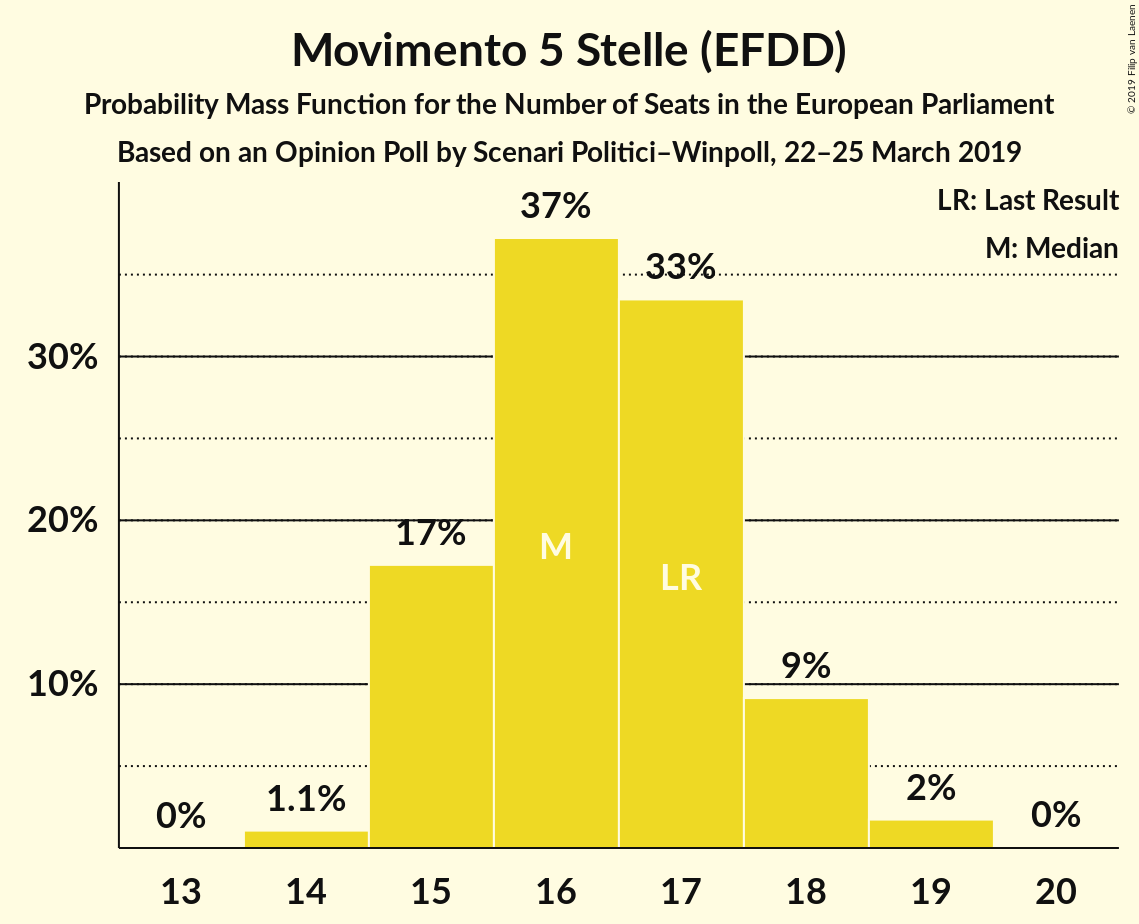 Movimento 5 Stelle (EFDD)
Probability Mass Function for the Number of Seats in the European Parliament
Based on an Opinion Poll by Scenari Politici–Winpoll, 22–25 March 2019
© 2019 Filip van Laenen
LR: Last Result
M: Median
37%
33%
30%
20%
17%
M
LR
10%
9%
0%
1.1%
2%
0%
13 14 15 16 17 18 19 20